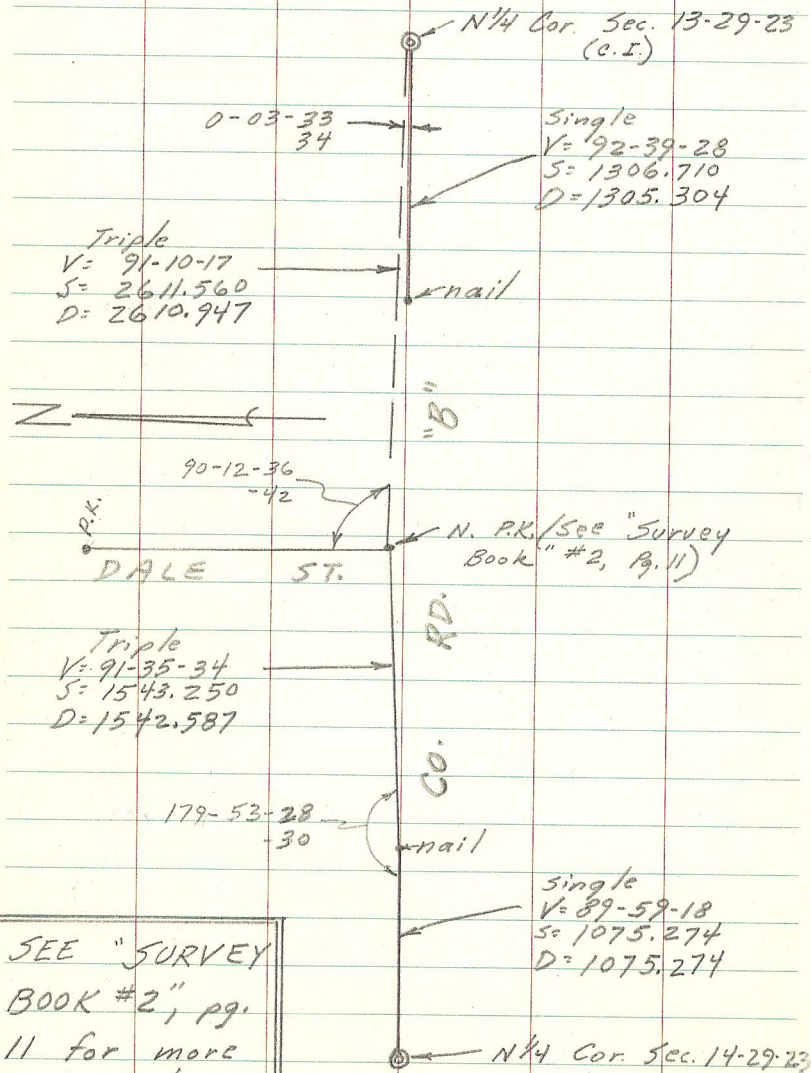 N 1/4 Cor. Sec. 13-29-23
(C.I.)
0-03-33
34
Single
V= 92-39-28
S= 1306.710
D= 1305.304
Triple
V= 91-10-17
S= 2611.560
D= 2610.947
nail
N
"B"
90-12-36
-42
P.K.
N. P.K. (See "Survey
Book" #2, Pg. 11)
DALE ST.
RD.
Triple
V= 91-35-34
S= 1543.250
D= 1542.587
CO.
179-53-28
-30
nail
Single
V= 89-59-18
S= 1075.274
D= 1075.274
SEE "SURVEY
BOOK #2", pg.
11 for more
N 1/4 Cor. Sec. 14-29-23